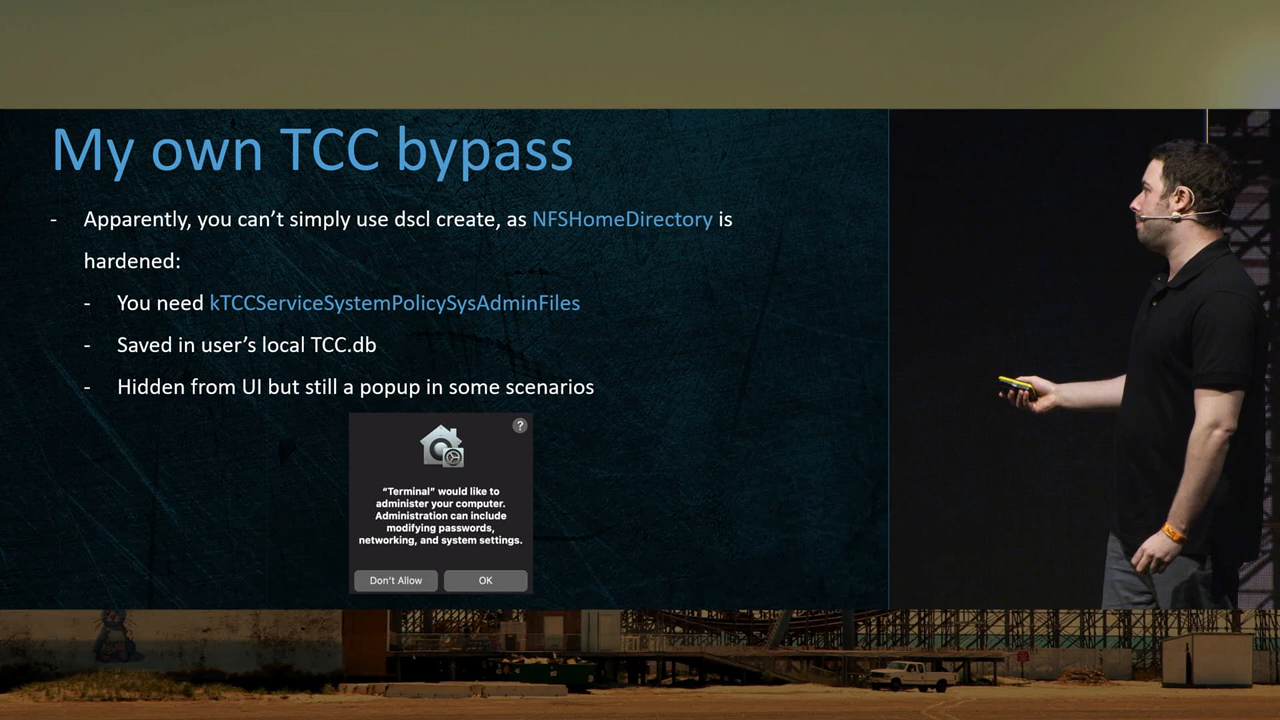 My own TCC bypass
- Apparently, you can’t simply use dscl create, as NFSHomeDirectory is
hardened:
- You need kTCCServiceSystemPolicySysAdminFiles
- Saved in user’s local TCC.db
- Hidden from UI but still a popup in some scenarios
?
“Terminal” would like to
administer your computer.
Administration can include
modifying passwords,
networking, and system settings.
Don’t Allow
OK